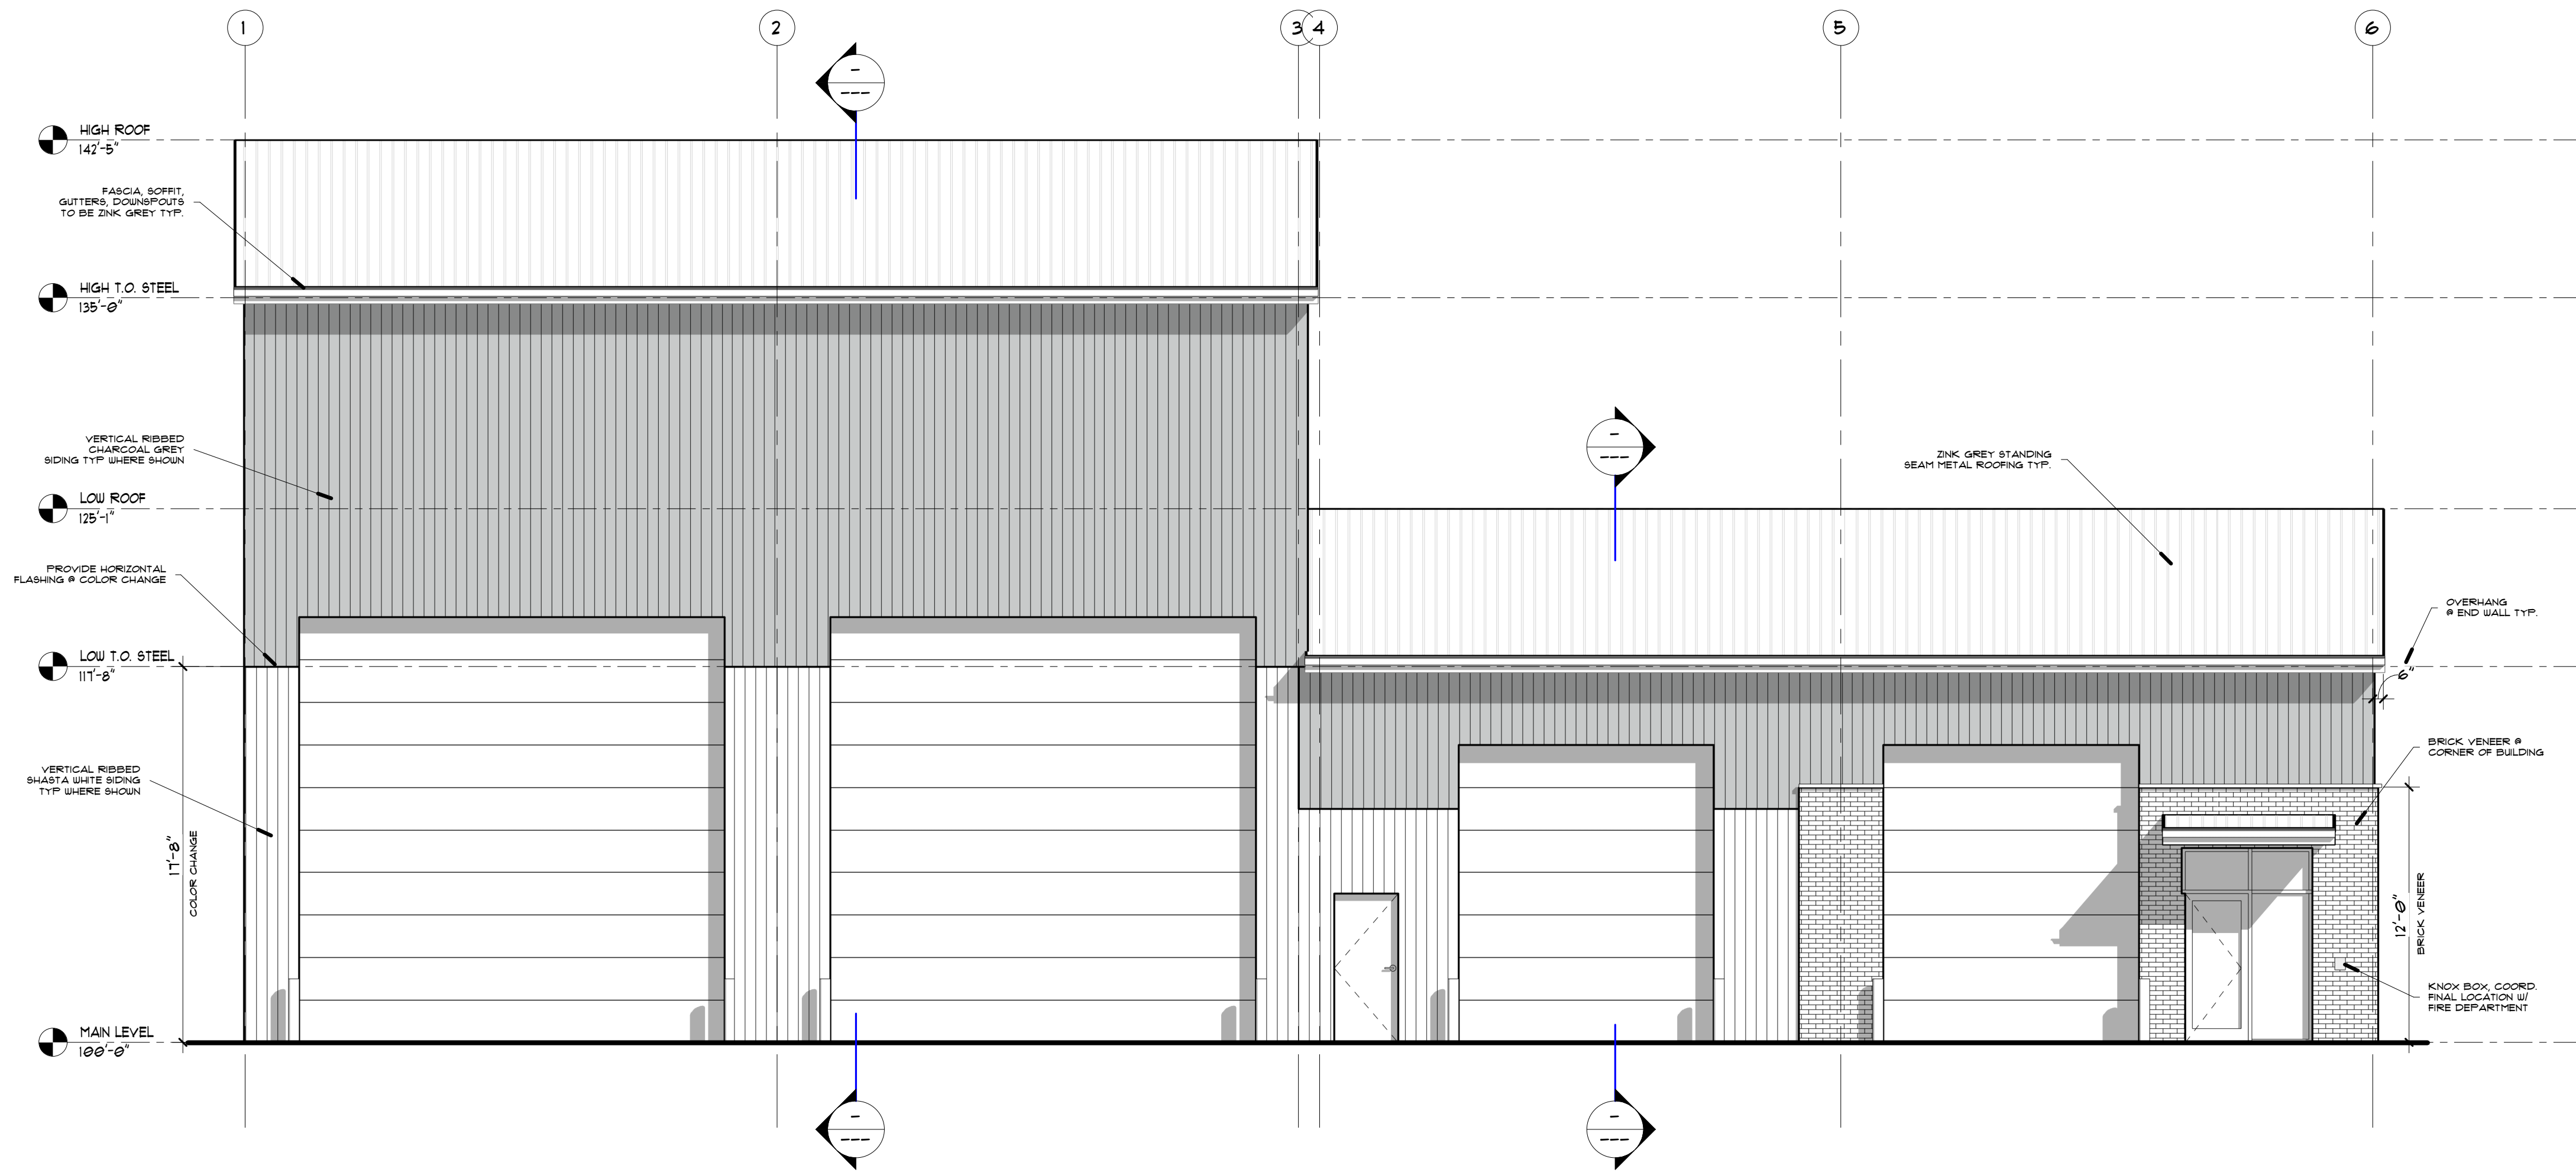 1
2
3
4
5
6
-
---
HIGH ROOF
142'-5"
FASCIA, SOFFIT,
GUTTERS, DOWNSPOUTS
TO BE ZINK GREY TYP.
HIGH T.O. STEEL
135'-0"
VERTICAL RIBBED
CHARCOAL GREY
SIDING TYP WHERE SHOWN
-
---
ZINK GREY STANDING
SEAM METAL ROOFING TYP.
LOW ROOF
125'-1"
PROVIDE HORIZONTAL
FLASHING @ COLOR CHANGE
OVERHANG
@ END WALL TYP.
LOW T.O. STEEL
117'-8"
6"
BRICK VENEER @
CORNER OF BUILDING
VERTICAL RIBBED
SHASTA WHITE SIDING
TYP WHERE SHOWN
17'-8"
COLOR CHANGE
12'-0"
BRICK VENEER
KNOX BOX, COORD.
FINAL LOCATION W/
FIRE DEPARTMENT
MAIN LEVEL
100'-0"
-
---
-
---